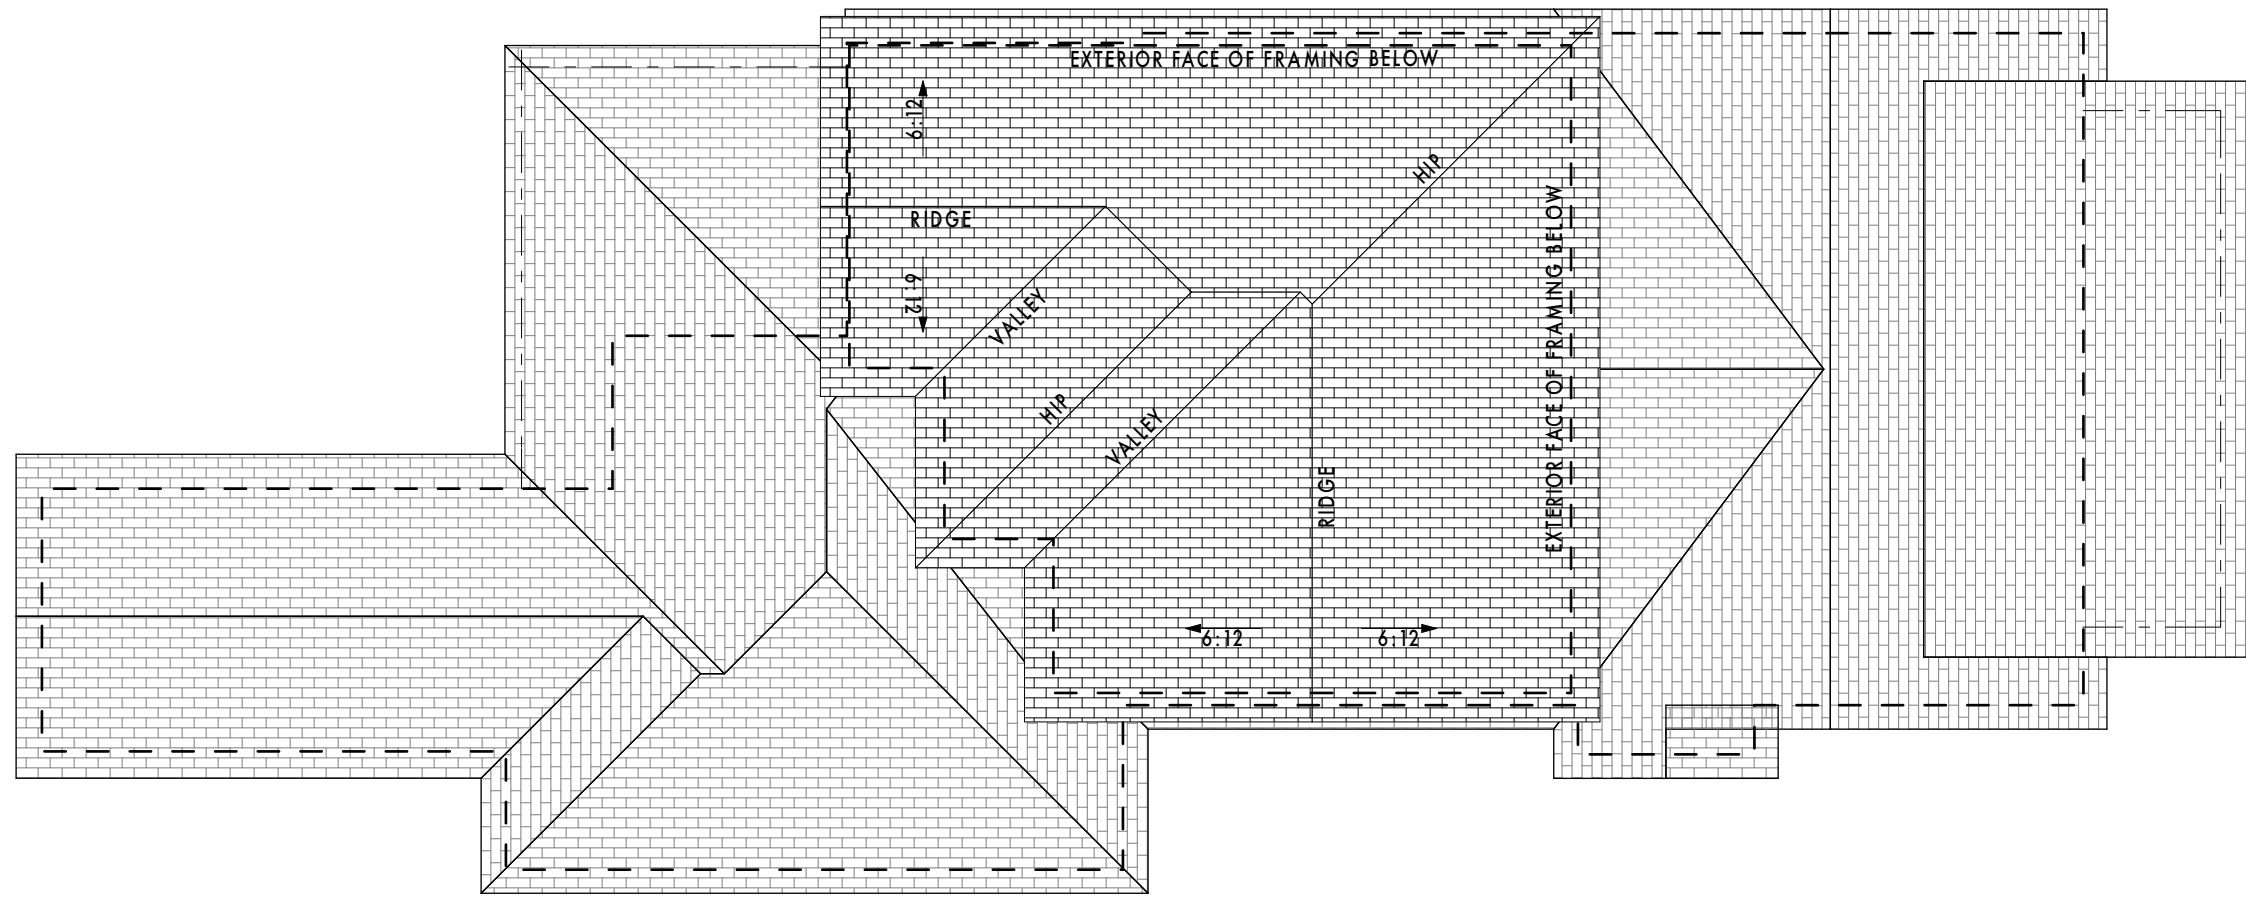 EXTERIOR FACE OF FRAMING BELOW
6:12
HIP
RIDGE
EXTERIOR FACE OF FRAMING BELOW
6:12
VALLEY
HIP
VALLEY
RIDGE
6:12
6:12